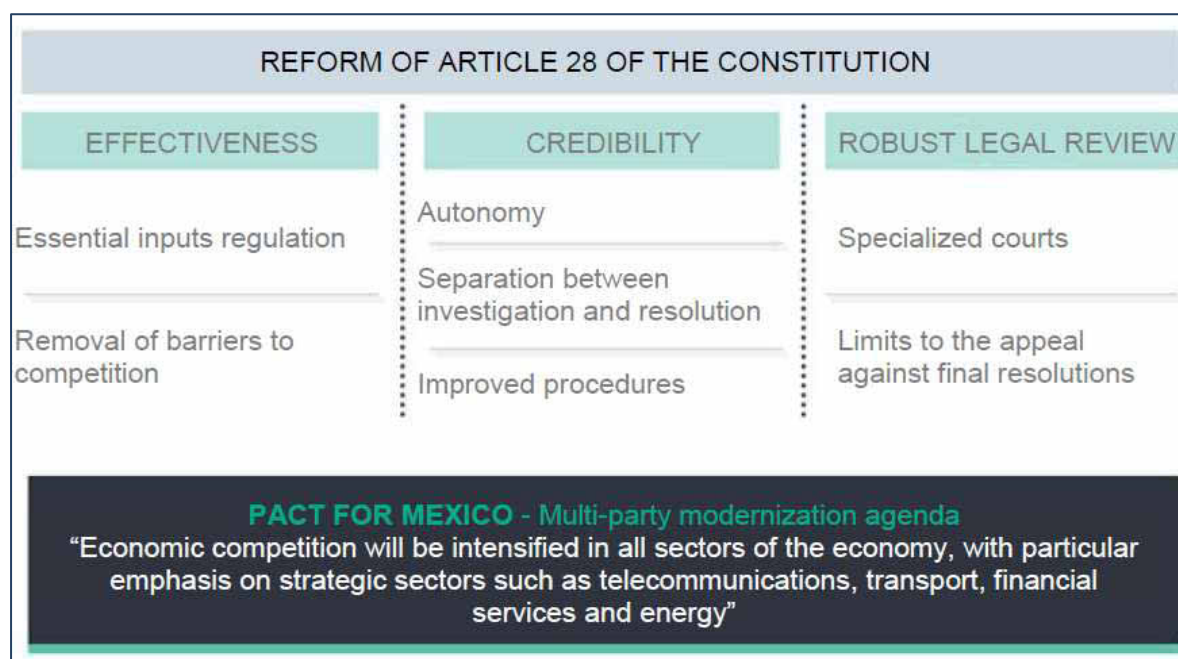 REFORM OF ARTICLE 28 OF THE CONSTITUTION
EFFECTIVENESS
Essential inputs regulation
Removal of barriers to
competition
CREDIBILITY
Autonomy
Separation between
investigation and resolution
Improved procedures
ROBUST LEGAL REVIEW
Specialized courts
Limits to the appeal
against final resolutions
PACT FOR MEXICO - Multi-party modernization agenda
“Economic competition will be intensified in all sectors of the economy, with particular
emphasis on strategic sectors such as telecommunications, transport, financial
services and energy”